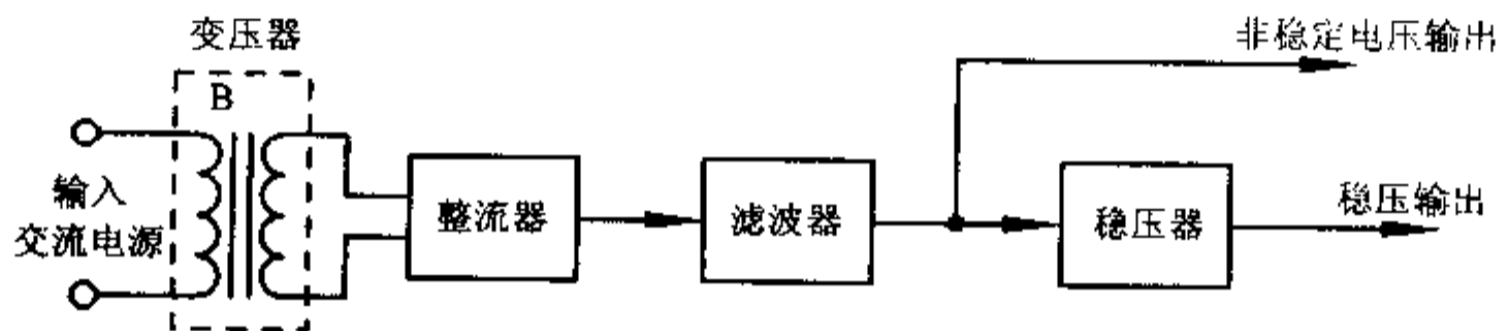 变压器
B
输入
交流电源
整流器
滤波器
非稳定电压输出
稳压器
稳压输出